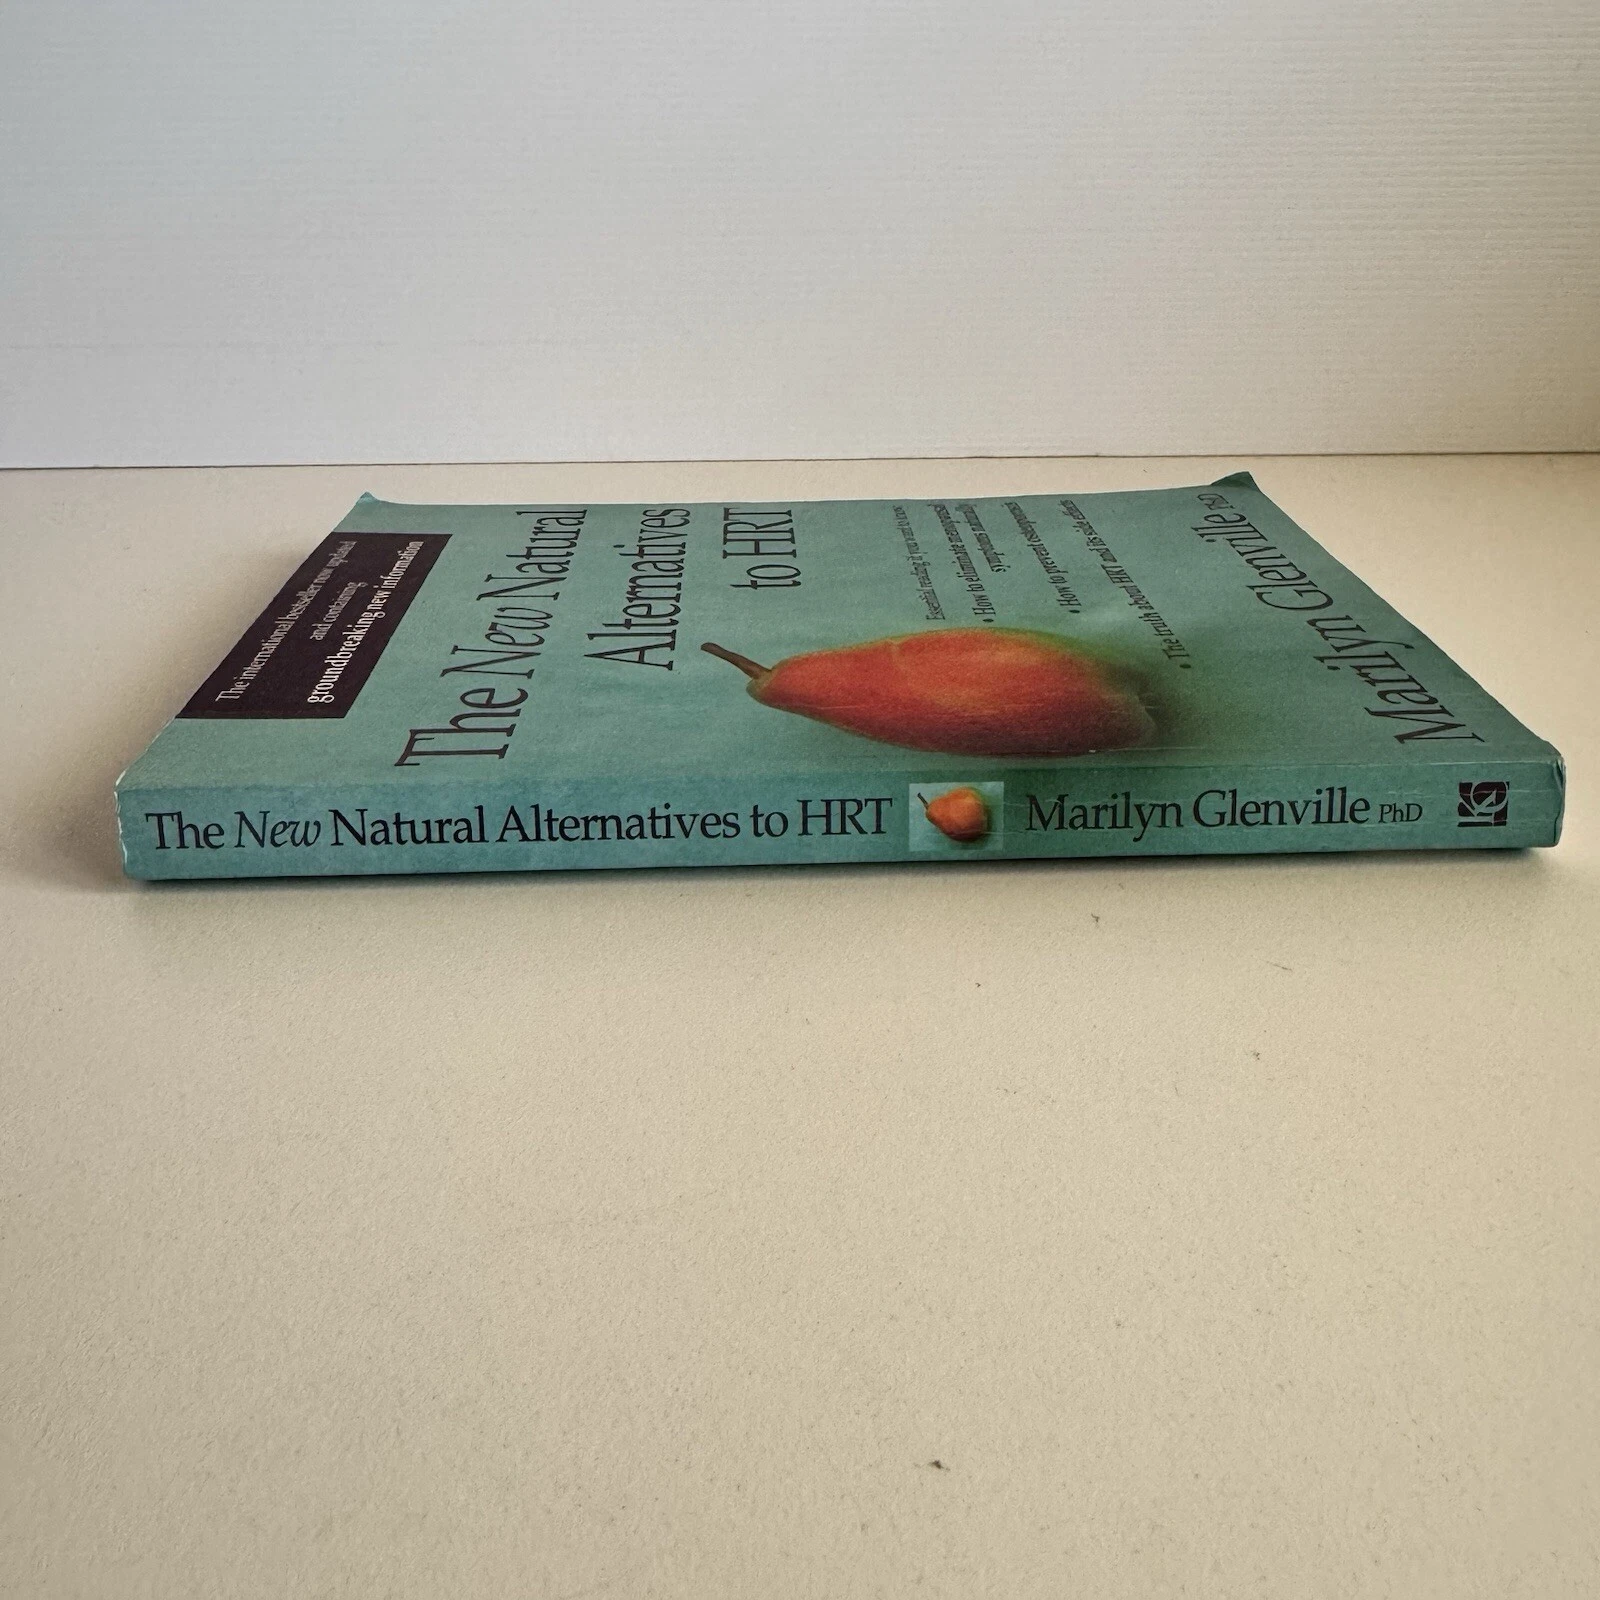 The international bestseller now updated
and containing
groundbreaking new information
The New Natural
Alternatives
to HRT
Essential reading if you want to know:
• How to eliminate menopausal
symptoms naturally
• How to prevent osteoporosis
• The truth about HRT and its side effects
Marilyn Glenville PhD
The New Natural Alternatives to HRT Marilyn Glenville PhD